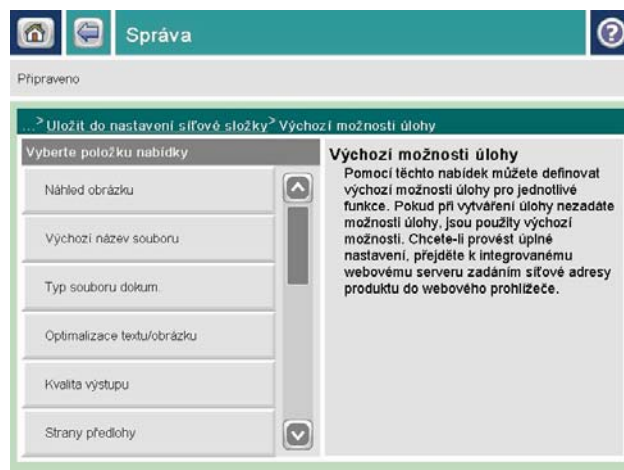 Správa
?
Připraveno
...> Uložit do nastavení síťové složky> Výchozí možnosti úlohy
Vyberte položku nabídky
Náhled obrázku
Výchozí název souboru
Typ souboru dokum.
Optimalizace textu/obrázku
Kvalita výstupu
Strany předlohy
Výchozí možnosti úlohy
Pomocí těchto nabídek můžete definovat
výchozí možnosti úlohy pro jednotlivé
funkce. Pokud při vytváření úlohy nezadáte
možnosti úlohy, jsou použity výchozí
možnosti. Chcete-li provést úplné
nastavení, přejděte k integrovanému
webovému serveru zadáním síťové adresy
produktu do webového prohlížeče.